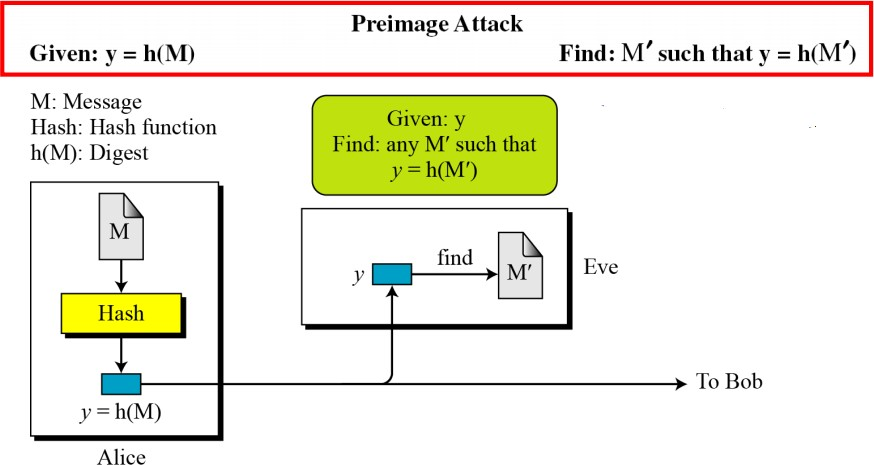 Preimage Attack
Given: y = h(M)
Find: M′ such that y = h(M′)
M: Message
Hash: Hash function
h(M): Digest
Given: y
Find: any M′ such that
y = h(M′)
M
Hash
y = h(M)
Alice
y
find
M′
Eve
To Bob